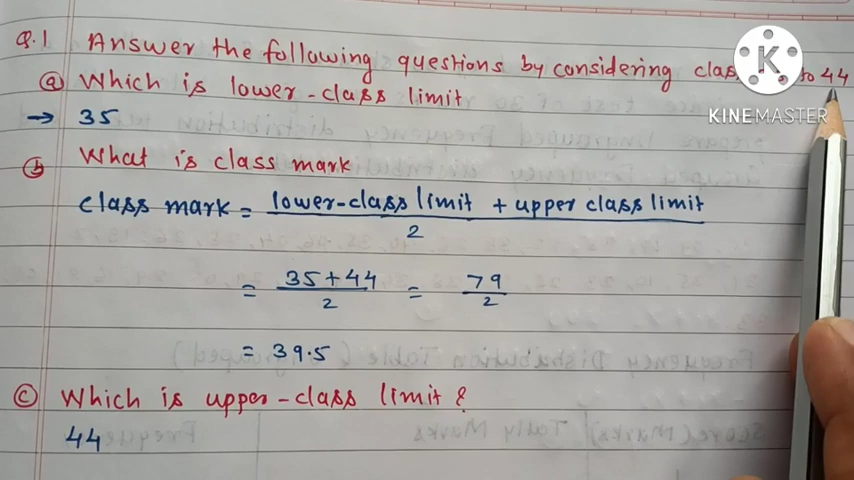 Q.1 Answer the following questions by considering class to 44
KINEMASTER
(a) Which is lower-class limit
→ 35
(b) What is class mark
class mark = lower-class limit + upper class limit
2
= 35+44 = 79
2 2
= 39.5
(c) Which is upper-class limit?
44